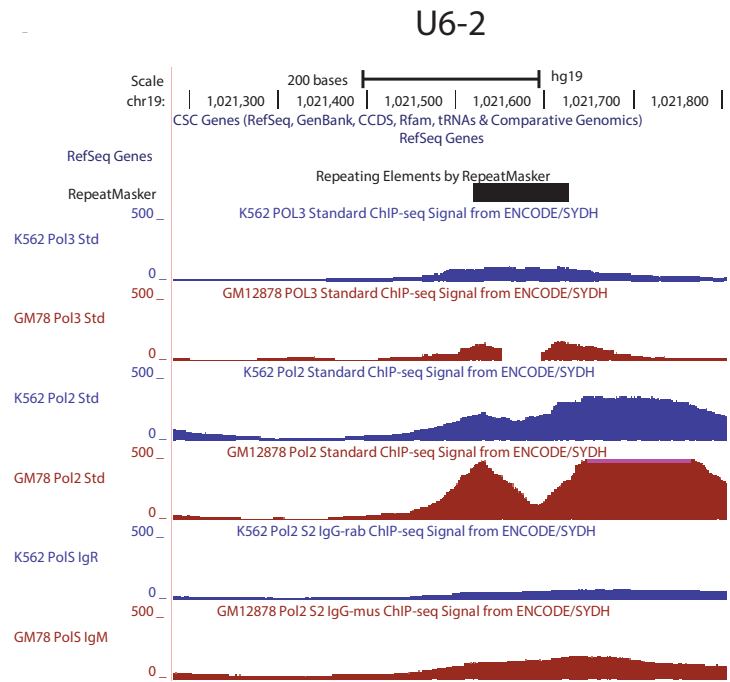 U6-2
Scale
200 bases
hg19
chr19:
1,021,300
1,021,400
1,021,500
1,021,600
1,021,700
1,021,800
CSC Genes (RefSeq, GenBank, CCDS, Rfam, tRNAs & Comparative Genomics)
RefSeq Genes
RefSeq Genes
Repeating Elements by RepeatMasker
RepeatMasker
500 _
K562 POL3 Standard ChIP-seq Signal from ENCODE/SYDH
K562 Pol3 Std
0 _
500 _
GM12878 POL3 Standard ChIP-seq Signal from ENCODE/SYDH
GM78 Pol3 Std
0 _
500 _
K562 Pol2 Standard ChIP-seq Signal from ENCODE/SYDH
K562 Pol2 Std
0 _
500 _
GM12878 Pol2 Standard ChIP-seq Signal from ENCODE/SYDH
GM78 Pol2 Std
0 _
500 _
K562 Pol2 S2 IgG-rab ChIP-seq Signal from ENCODE/SYDH
K562 PolS IgR
0 _
500 _
GM12878 Pol2 S2 IgG-mus ChIP-seq Signal from ENCODE/SYDH
GM78 PolS IgM
0 _